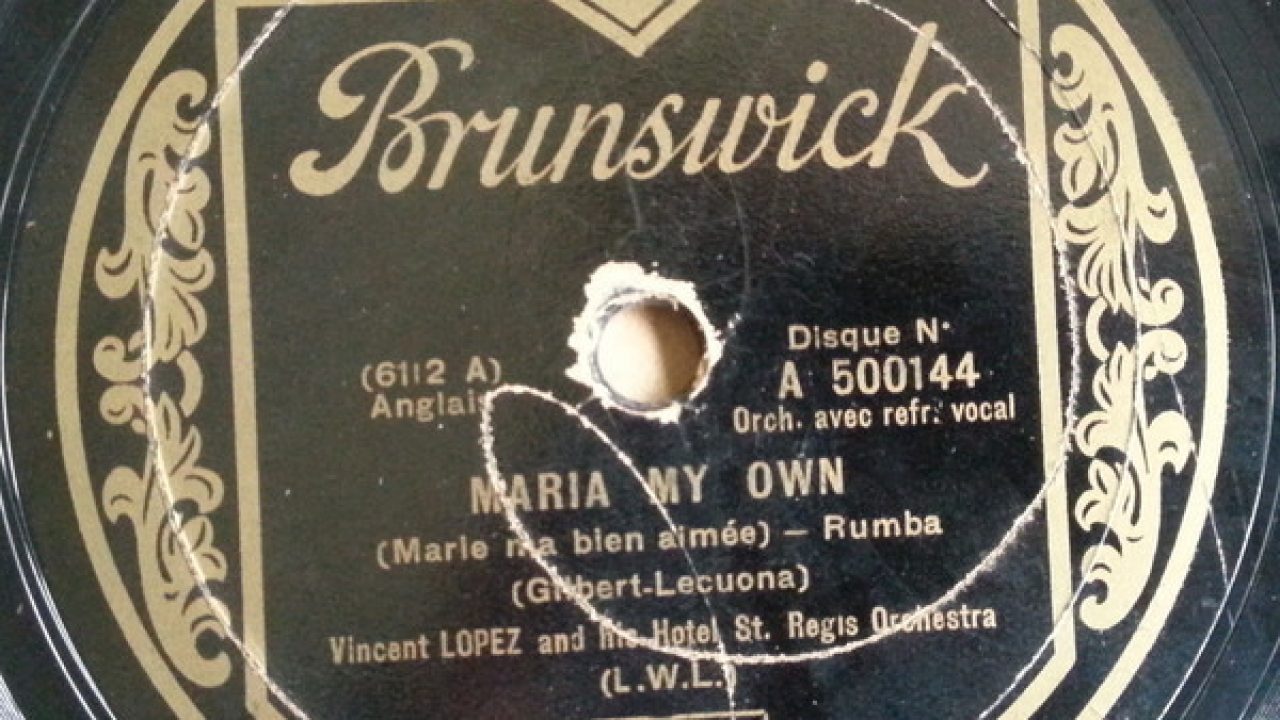 Brunswick
(6112 A)
Anglais
Disque N·
A 500144
Orch. avec refr. vocal
MARIA MY OWN
(Marie ma bien aimée) – Rumba
(Gilbert-Lecuona)
Vincent LOPEZ and his Hotel St. Regis Orchestra
(L.W.L.)